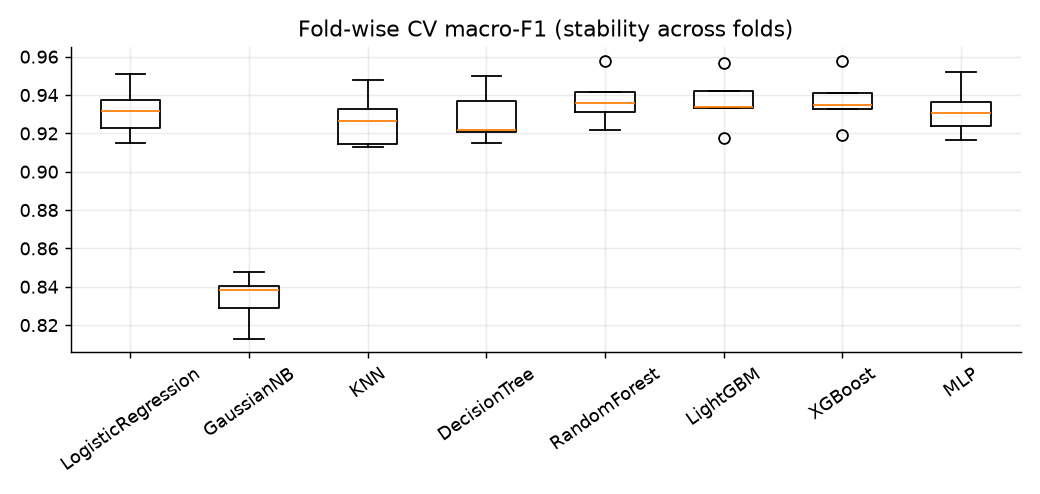 Fold-wise CV macro-F1 (stability across folds)
0.96
0.94
0.92
0.90
0.88
0.86
0.84
0.82
LogisticRegression
GaussianNB
KNN
DecisionTree
RandomForest
LightGBM
XGBoost
MLP